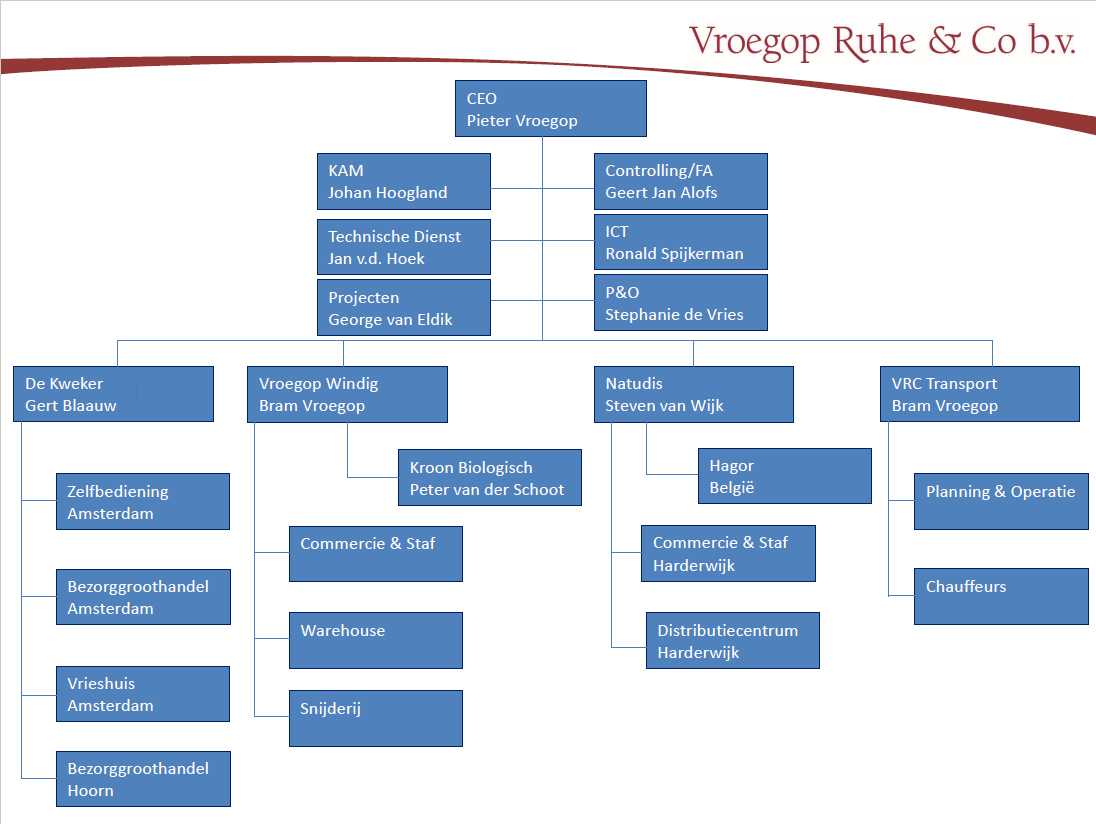 Vroegop Ruhe & Co b.v.
CEO
Pieter Vroegop
KAM
Johan Hoogland
Controlling/FA
Geert Jan Alofs
Technische Dienst
Jan v.d. Hoek
ICT
Ronald Spijkerman
Projecten
George van Eldik
P&O
Stephanie de Vries
De Kweker
Gert Blaauw
Vroegop Windig
Bram Vroegop
Natudis
Steven van Wijk
VRC Transport
Bram Vroegop
Zelfbediening
Amsterdam
Bezorggroothandel
Amsterdam
Vrieshuis
Amsterdam
Bezorggroothandel
Hoorn
Kroon Biologisch
Peter van der Schoot
Commercie & Staf
Warehouse
Snijderij
Hagor
België
Commercie & Staf
Harderwijk
Distributiecentrum
Harderwijk
Planning & Operatie
Chauffeurs